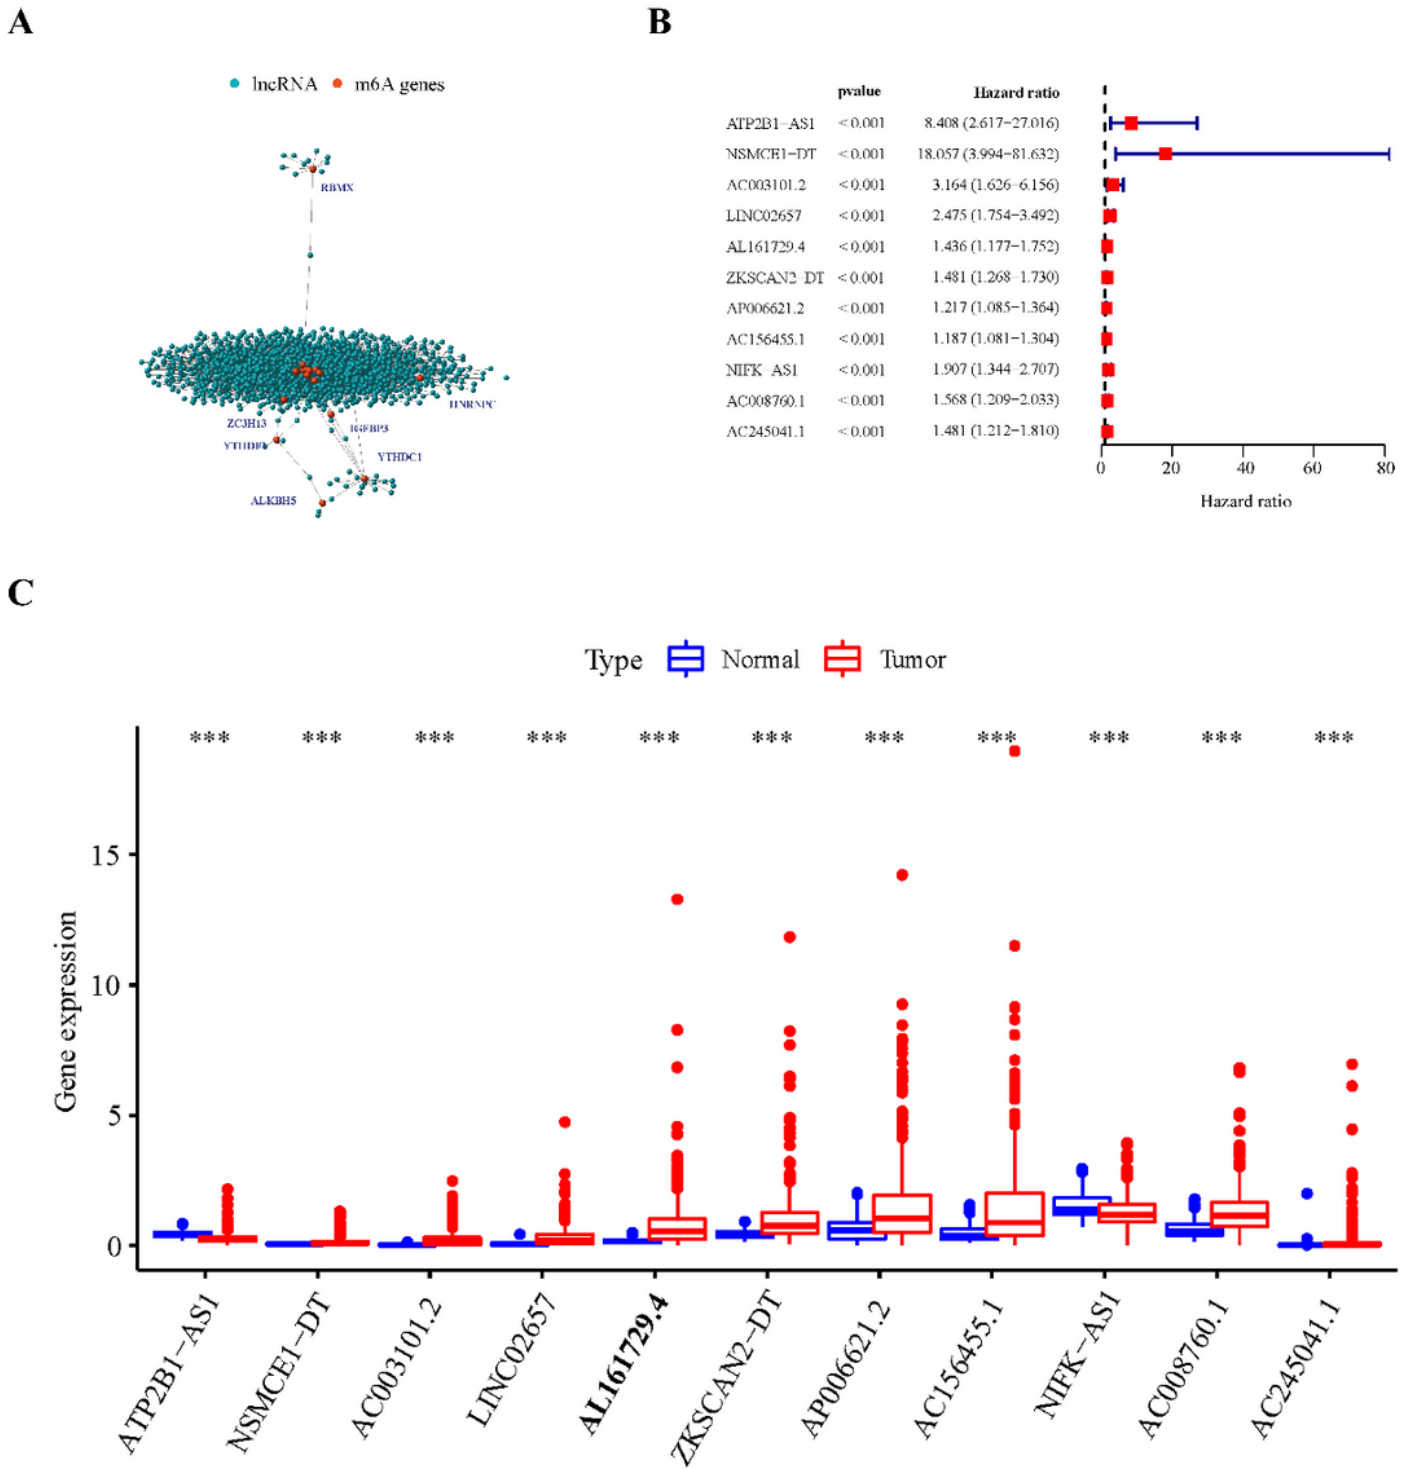 A
B
lncRNA m6A genes
RBMX
HNRNPC
ZC3H13
IGFBP3
YTHDC1
ALKBH5
pvalue Hazard ratio
ATP2B1−AS1 <0.001 8.408 (2.617−27.016)
NSMCE1−DT <0.001 18.057 (3.994−81.632)
AC003101.2 <0.001 3.164 (1.626−6.156)
LINC02657 <0.001 2.475 (1.754−3.492)
AL161729.4 <0.001 1.436 (1.177−1.752)
ZKSCAN2−DT <0.001 1.481 (1.268−1.730)
AP006621.2 <0.001 1.217 (1.085−1.364)
AC156455.1 <0.001 1.187 (1.081−1.304)
NIFK−AS1 <0.001 1.907 (1.344−2.707)
AC008760.1 <0.001 1.568 (1.209−2.033)
AC245041.1 <0.001 1.481 (1.212−1.810)
0 20 40 60 80
Hazard ratio
C
Type Normal Tumor
*** *** *** *** *** *** *** *** *** *** ***
Gene expression
15
10
5
0
ATP2B1−AS1
NSMCE1−DT
AC003101.2
LINC02657
AL161729.4
ZKSCAN2−DT
AP006621.2
AC156455.1
NIFK−AS1
AC008760.1
AC245041.1